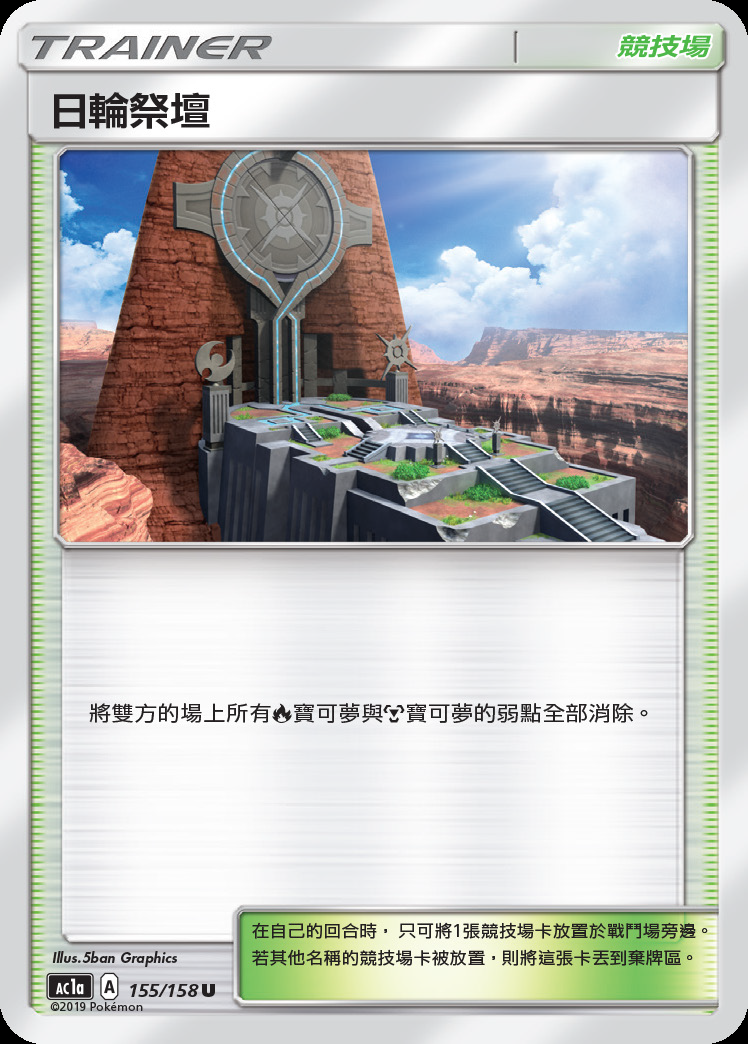 TRAINER
競技場
日輪祭壇
將雙方的場上所有寶可夢與寶可夢的弱點全部消除。
在自己的回合時，只可將1張競技場卡放置於戰鬥場旁邊。
若其他名稱的競技場卡被放置，則將這張卡丟到棄牌區。
Illus.5ban Graphics
AC1a A 155/158 U
©2019 Pokémon